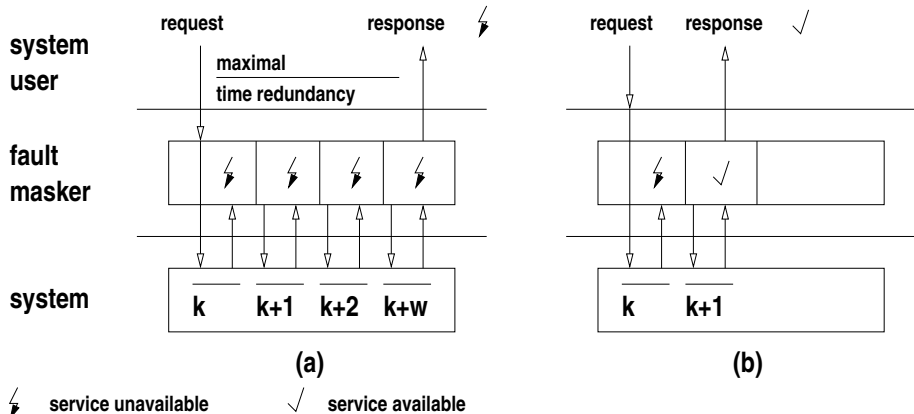 request response request response
system
user
maximal
time redundancy
fault
masker
system
k k+1 k+2 k+w k k+1
(a) (b)
service unavailable service available